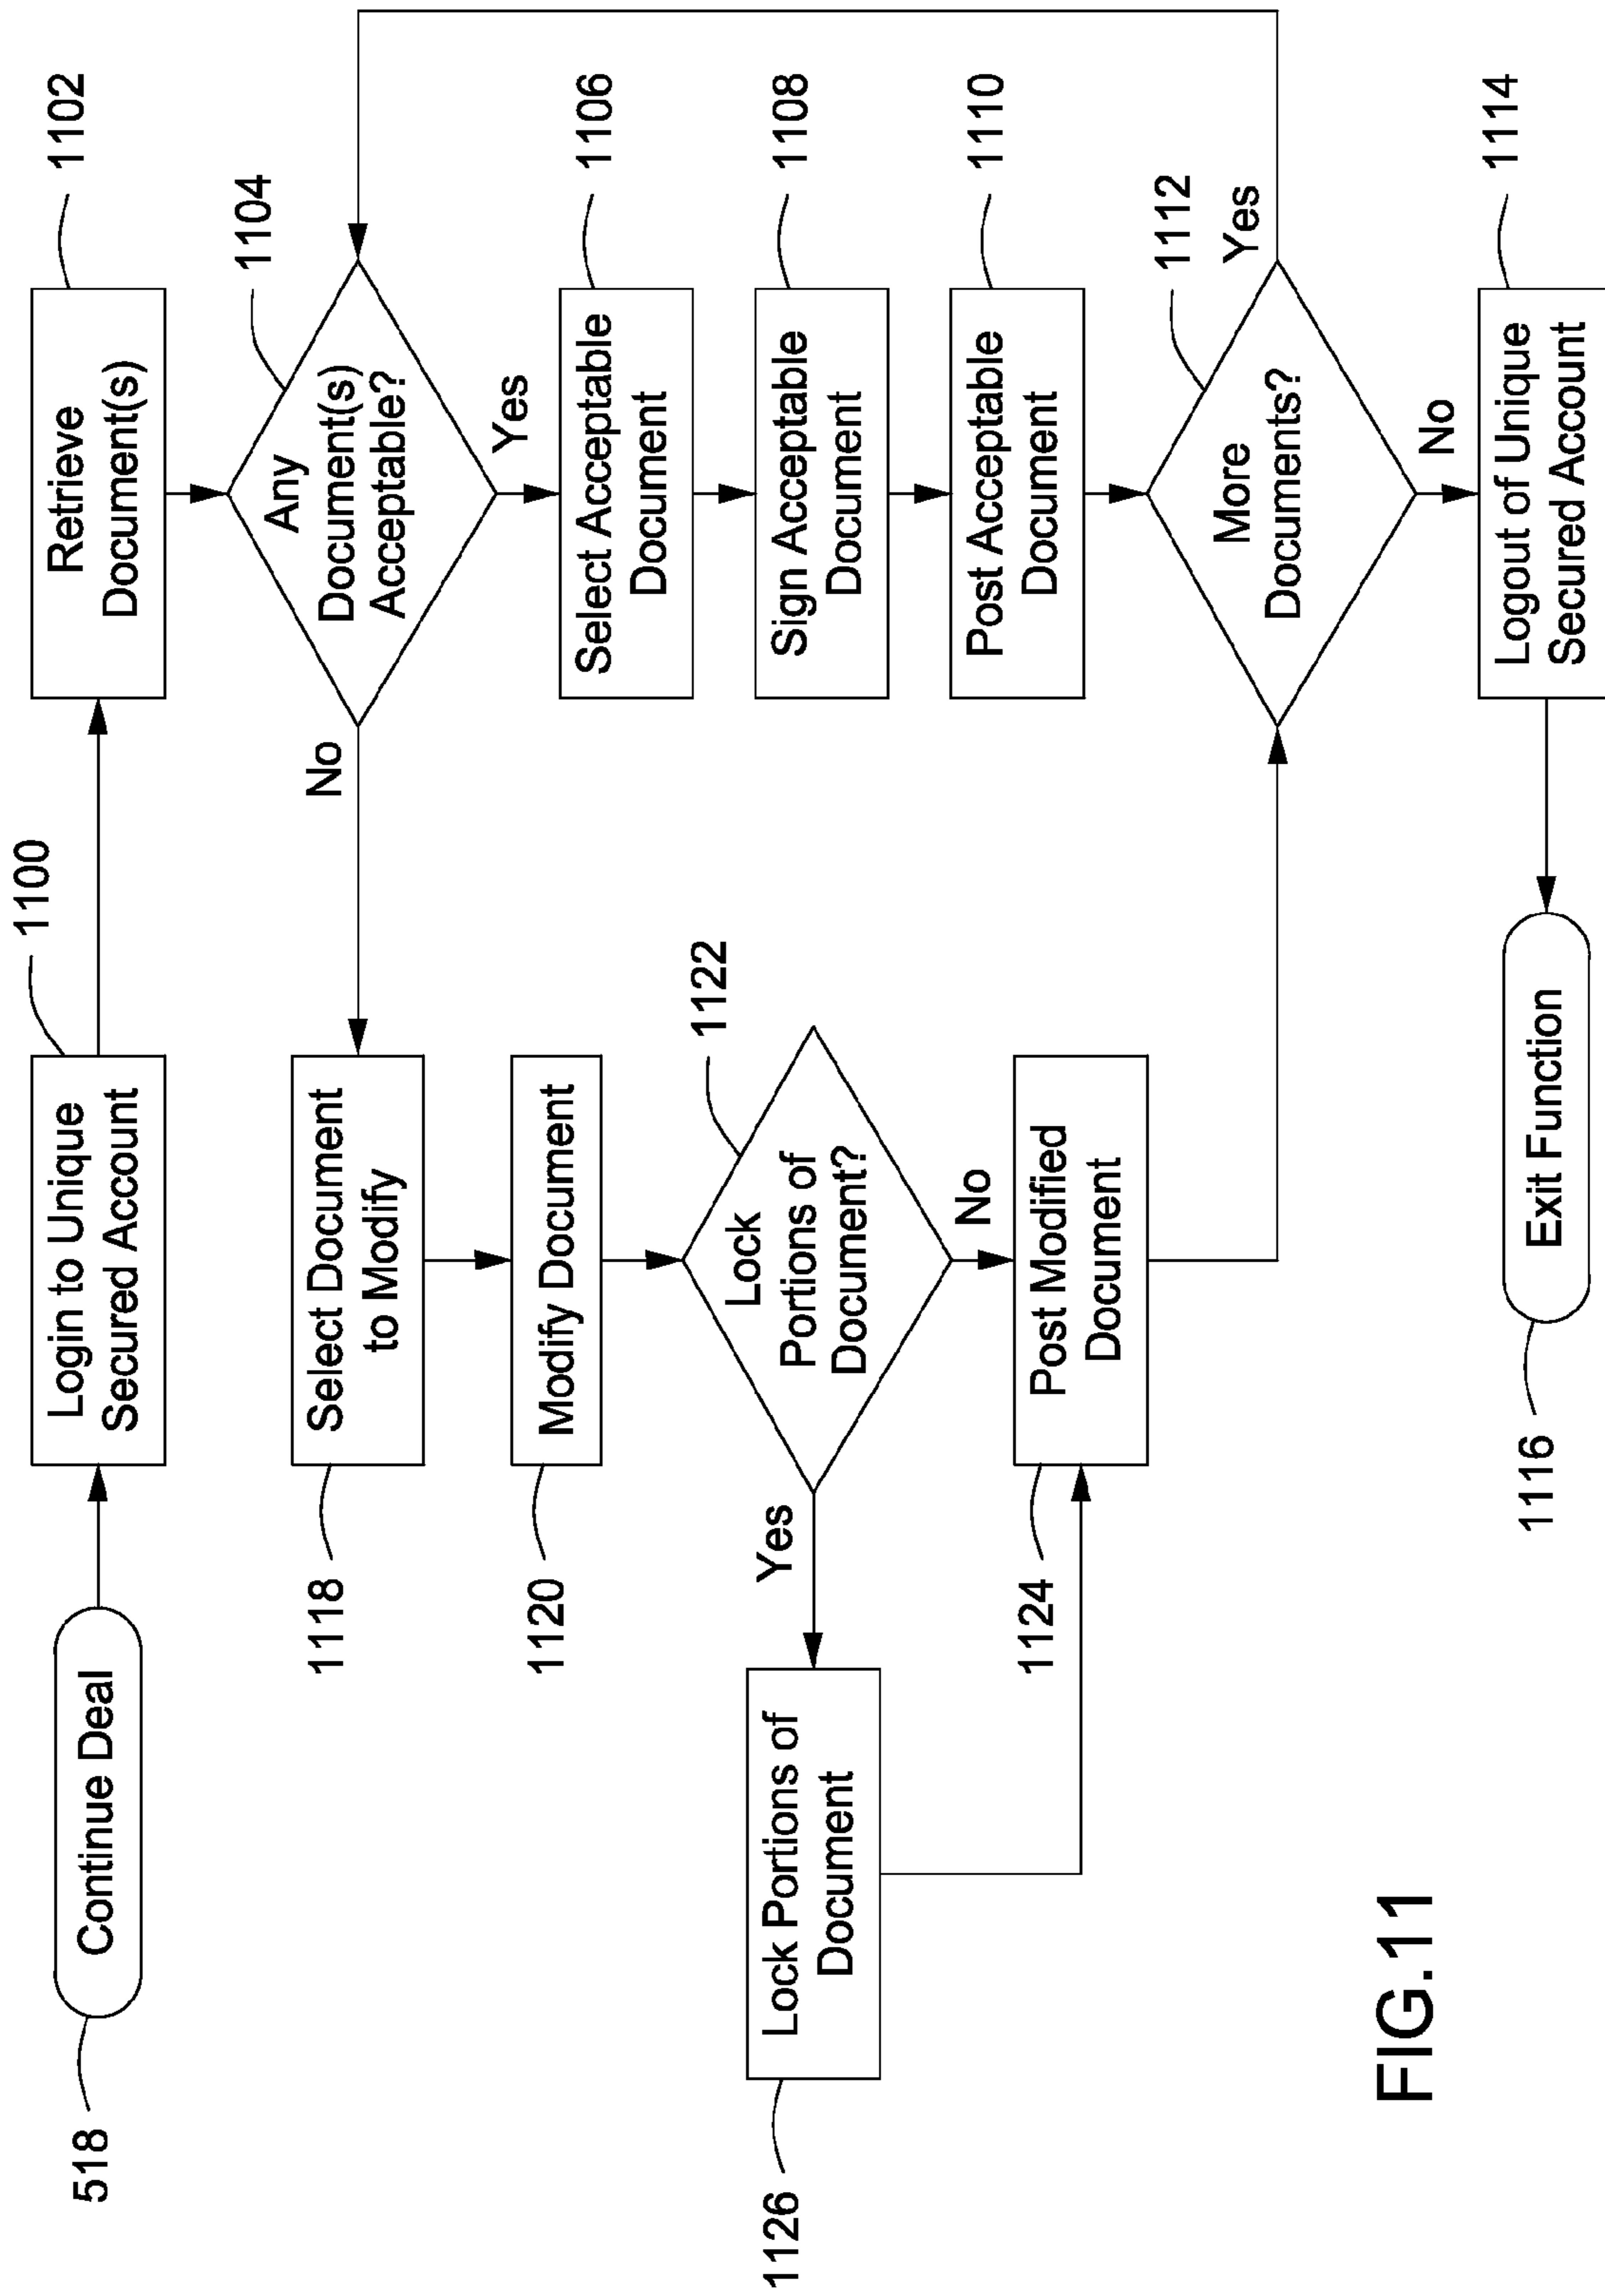 518
Continue Deal
1100
Login to Unique
Secured Account
1102
Retrieve
Document(s)
1104
Any
Document(s)
Acceptable?
No
Yes
1118
Select Document
to Modify
1106
Select Acceptable
Document
1120
Modify Document
1108
Sign Acceptable
Document
1122
Lock
Portions of
Document?
Yes
No
1126
Lock Portions of
Document
1110
Post Acceptable
Document
1124
Post Modified
Document
1112
More
Documents?
Yes
No
1114
Logout of Unique
Secured Account
1116
Exit Function
FIG.11